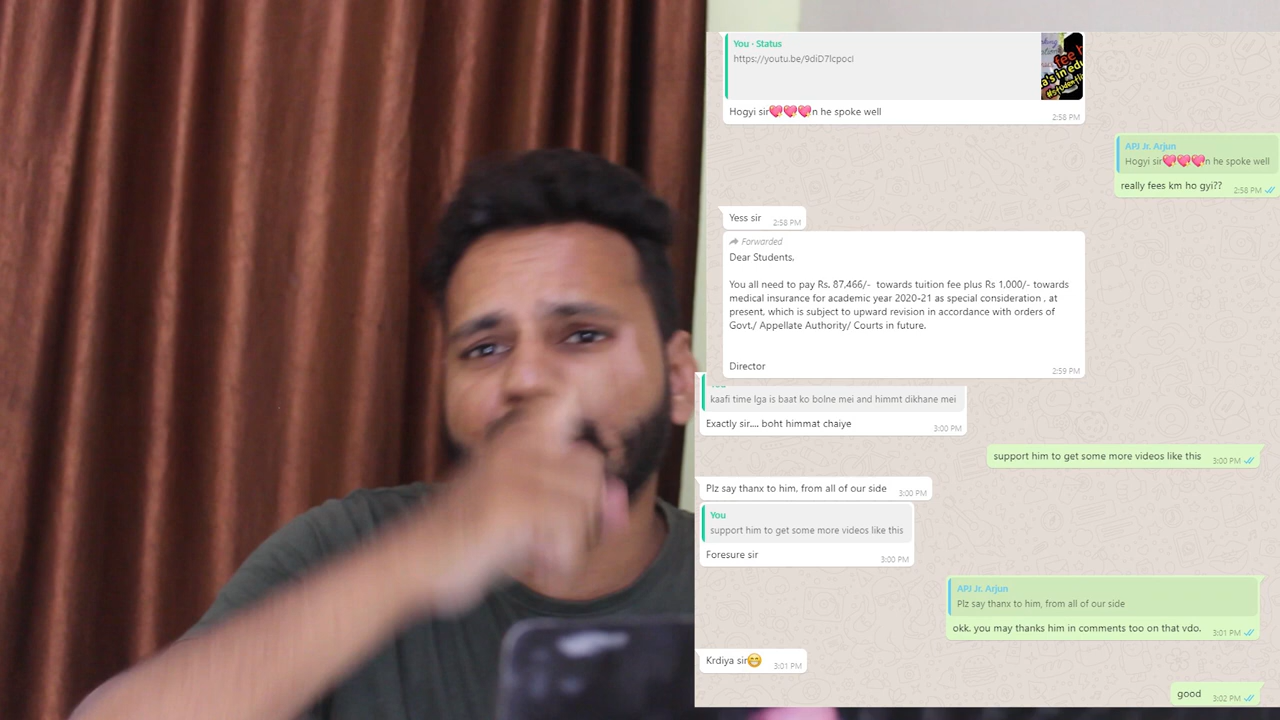 You · Status
https://youtu.be/9diD7lcpocI
Hogyi sir💖💖💖n he spoke well
2:58 PM
APJ Jr. Arjun
Hogyi sir💖💖💖n he spoke well
really fees km ho gyi??
2:58 PM
Yess sir
2:58 PM
Forwarded
Dear Students,
You all need to pay Rs. 87,466/- towards tuition fee plus Rs 1,000/- towards
medical insurance for academic year 2020-21 as special consideration , at
present, which is subject to upward revision in accordance with orders of
Govt./ Appellate Authority/ Courts in future.
Director
2:59 PM
kaafi time lga is baat ko bolne mei and himmt dikhane mei
Exactly sir.... boht himmat chaiye
3:00 PM
support him to get some more videos like this
3:00 PM
Plz say thanx to him, from all of our side
3:00 PM
You
support him to get some more videos like this
Foresure sir
3:00 PM
APJ Jr. Arjun
Plz say thanx to him, from all of our side
okk. you may thanks him in comments too on that vdo.
3:01 PM
Krdiya sir😁
3:01 PM
good
3:02 PM